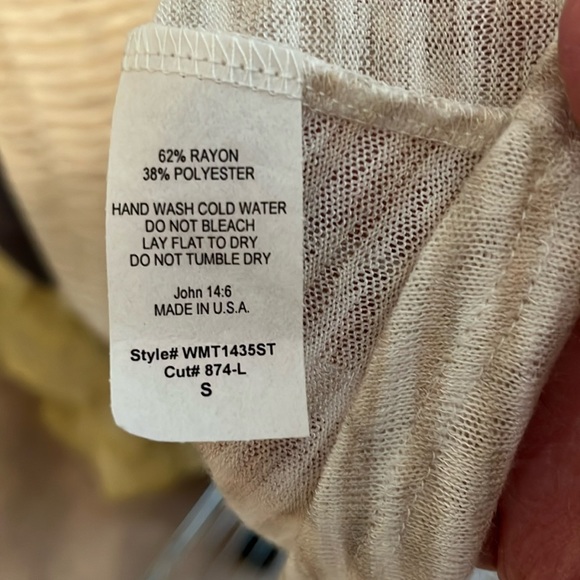 62% RAYON
38% POLYESTER
HAND WASH COLD WATER
DO NOT BLEACH
LAY FLAT TO DRY
DO NOT TUMBLE DRY
John 14:6
MADE IN U.S.A.
Style# WMT1435ST
Cut# 874-L
S